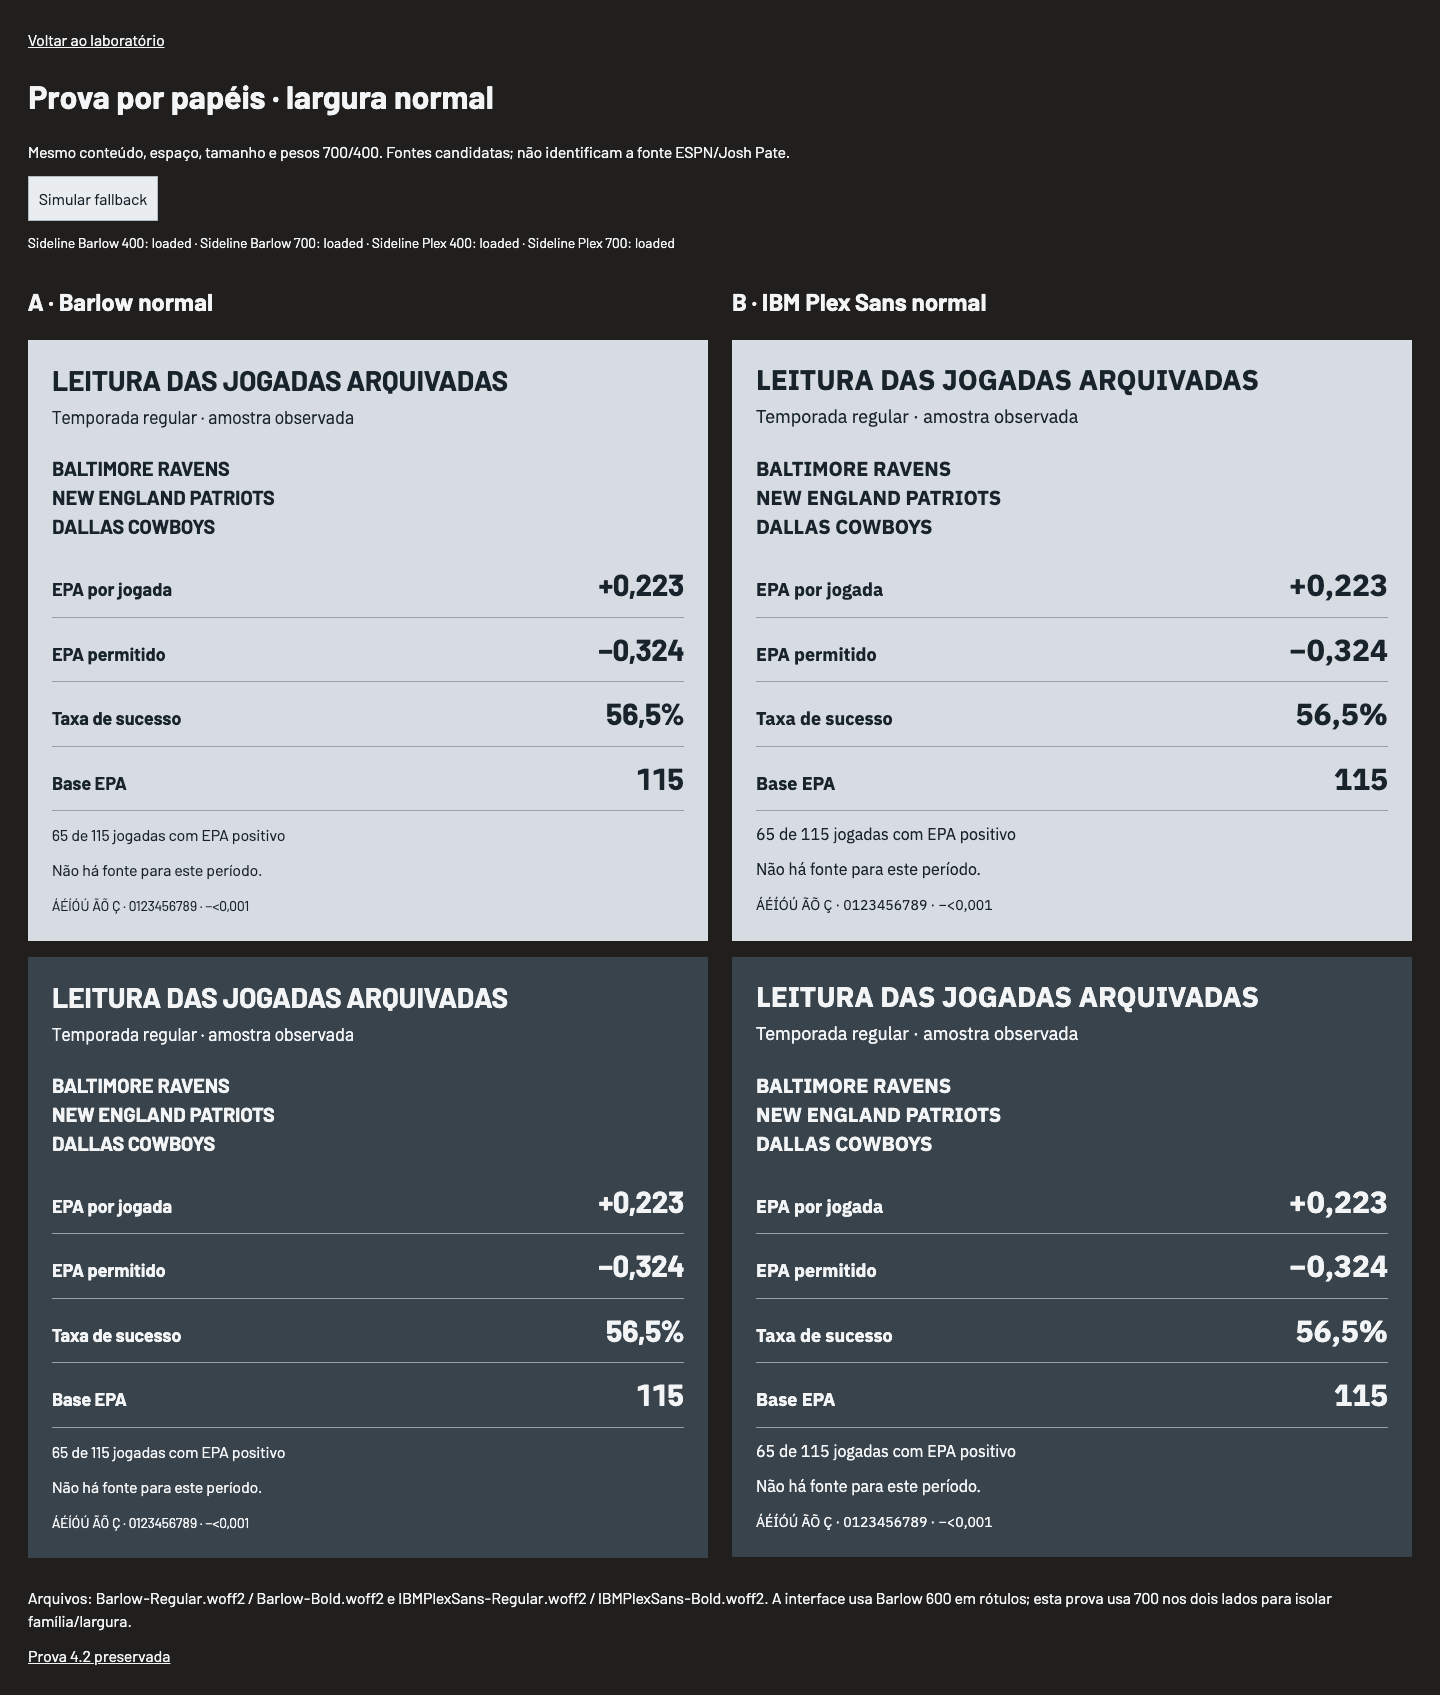 Voltar ao laboratório
Prova por papéis · largura normal
Mesmo conteúdo, espaço, tamanho e pesos 700/400. Fontes candidatas; não identificam a fonte ESPN/Josh Pate.
Simular fallback
Sideline Barlow 400: loaded · Sideline Barlow 700: loaded · Sideline Plex 400: loaded · Sideline Plex 700: loaded
A · Barlow normal
LEITURA DAS JOGADAS ARQUIVADAS
Temporada regular · amostra observada
BALTIMORE RAVENS
NEW ENGLAND PATRIOTS
DALLAS COWBOYS
EPA por jogada +0,223
EPA permitido −0,324
Taxa de sucesso 56,5%
Base EPA 115
65 de 115 jogadas com EPA positivo
Não há fonte para este período.
ÁÉÍÓÚ ÃÕ Ç · 0123456789 · −<0,001
LEITURA DAS JOGADAS ARQUIVADAS
Temporada regular · amostra observada
BALTIMORE RAVENS
NEW ENGLAND PATRIOTS
DALLAS COWBOYS
EPA por jogada +0,223
EPA permitido −0,324
Taxa de sucesso 56,5%
Base EPA 115
65 de 115 jogadas com EPA positivo
Não há fonte para este período.
ÁÉÍÓÚ ÃÕ Ç · 0123456789 · −<0,001
B · IBM Plex Sans normal
LEITURA DAS JOGADAS ARQUIVADAS
Temporada regular · amostra observada
BALTIMORE RAVENS
NEW ENGLAND PATRIOTS
DALLAS COWBOYS
EPA por jogada +0,223
EPA permitido −0,324
Taxa de sucesso 56,5%
Base EPA 115
65 de 115 jogadas com EPA positivo
Não há fonte para este período.
ÁÉÍÓÚ ÃÕ Ç · 0123456789 · −<0,001
LEITURA DAS JOGADAS ARQUIVADAS
Temporada regular · amostra observada
BALTIMORE RAVENS
NEW ENGLAND PATRIOTS
DALLAS COWBOYS
EPA por jogada +0,223
EPA permitido −0,324
Taxa de sucesso 56,5%
Base EPA 115
65 de 115 jogadas com EPA positivo
Não há fonte para este período.
ÁÉÍÓÚ ÃÕ Ç · 0123456789 · −<0,001
Arquivos: Barlow-Regular.woff2 / Barlow-Bold.woff2 e IBMPlexSans-Regular.woff2 / IBMPlexSans-Bold.woff2. A interface usa Barlow 600 em rótulos; esta prova usa 700 nos dois lados para isolar
família/largura.
Prova 4.2 preservada